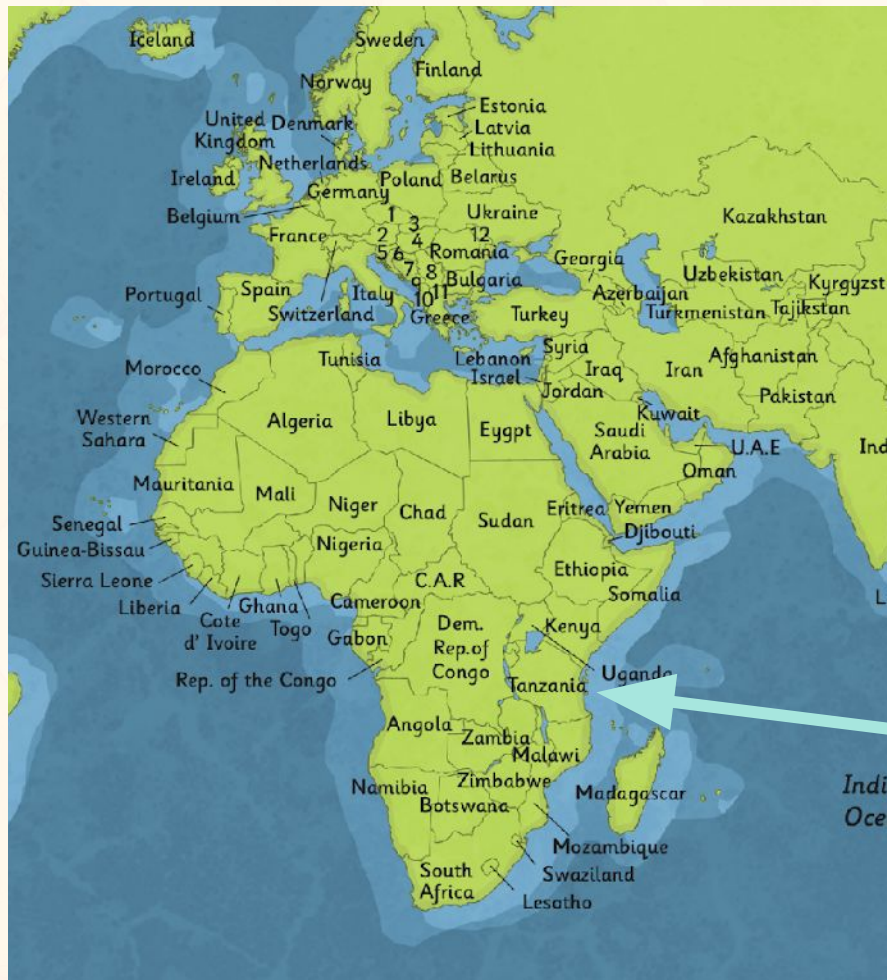 Iceland
Sweden
Finland
Norway
Estonia
Latvia
Lithuania
United
Kingdom
Denmark
Netherlands
Ireland
Germany
Poland
Belarus
Belgium
1
3
Ukraine
Kazakhstan
France
2
4
12
5
6
Romania
Georgia
Uzbekistan
Kyrgyzst
7
8
Bulgaria
Portugal
Spain
Italy
9
10
11
Azerbaijan
Turkmenistan
Tajikstan
Switzerland
Greece
Turkey
Tunisia
Lebanon
Syria
Israel
Iraq
Iran
Afghanistan
Morocco
Jordan
Pakistan
Kuwait
Western
Sahara
Algeria
Libya
Eygpt
Saudi
Arabia
U.A.E
Ind
Oman
Mauritania
Mali
Niger
Chad
Sudan
Eritrea
Yemen
Senegal
Djibouti
Guinea-Bissau
Nigeria
Sierra Leone
C.A.R
Ethiopia
Somalia
Liberia
Ghana
Cameroon
L
Cote
d' Ivoire
Togo
Gabon
Dem.
Rep.of
Congo
Kenya
Rep. of the Congo
Uganda
Tanzania
Angola
Zambia
Malawi
Namibia
Zimbabwe
Botswana
Madagascar
Indi
Oce
Mozambique
South
Africa
Swaziland
Lesotho